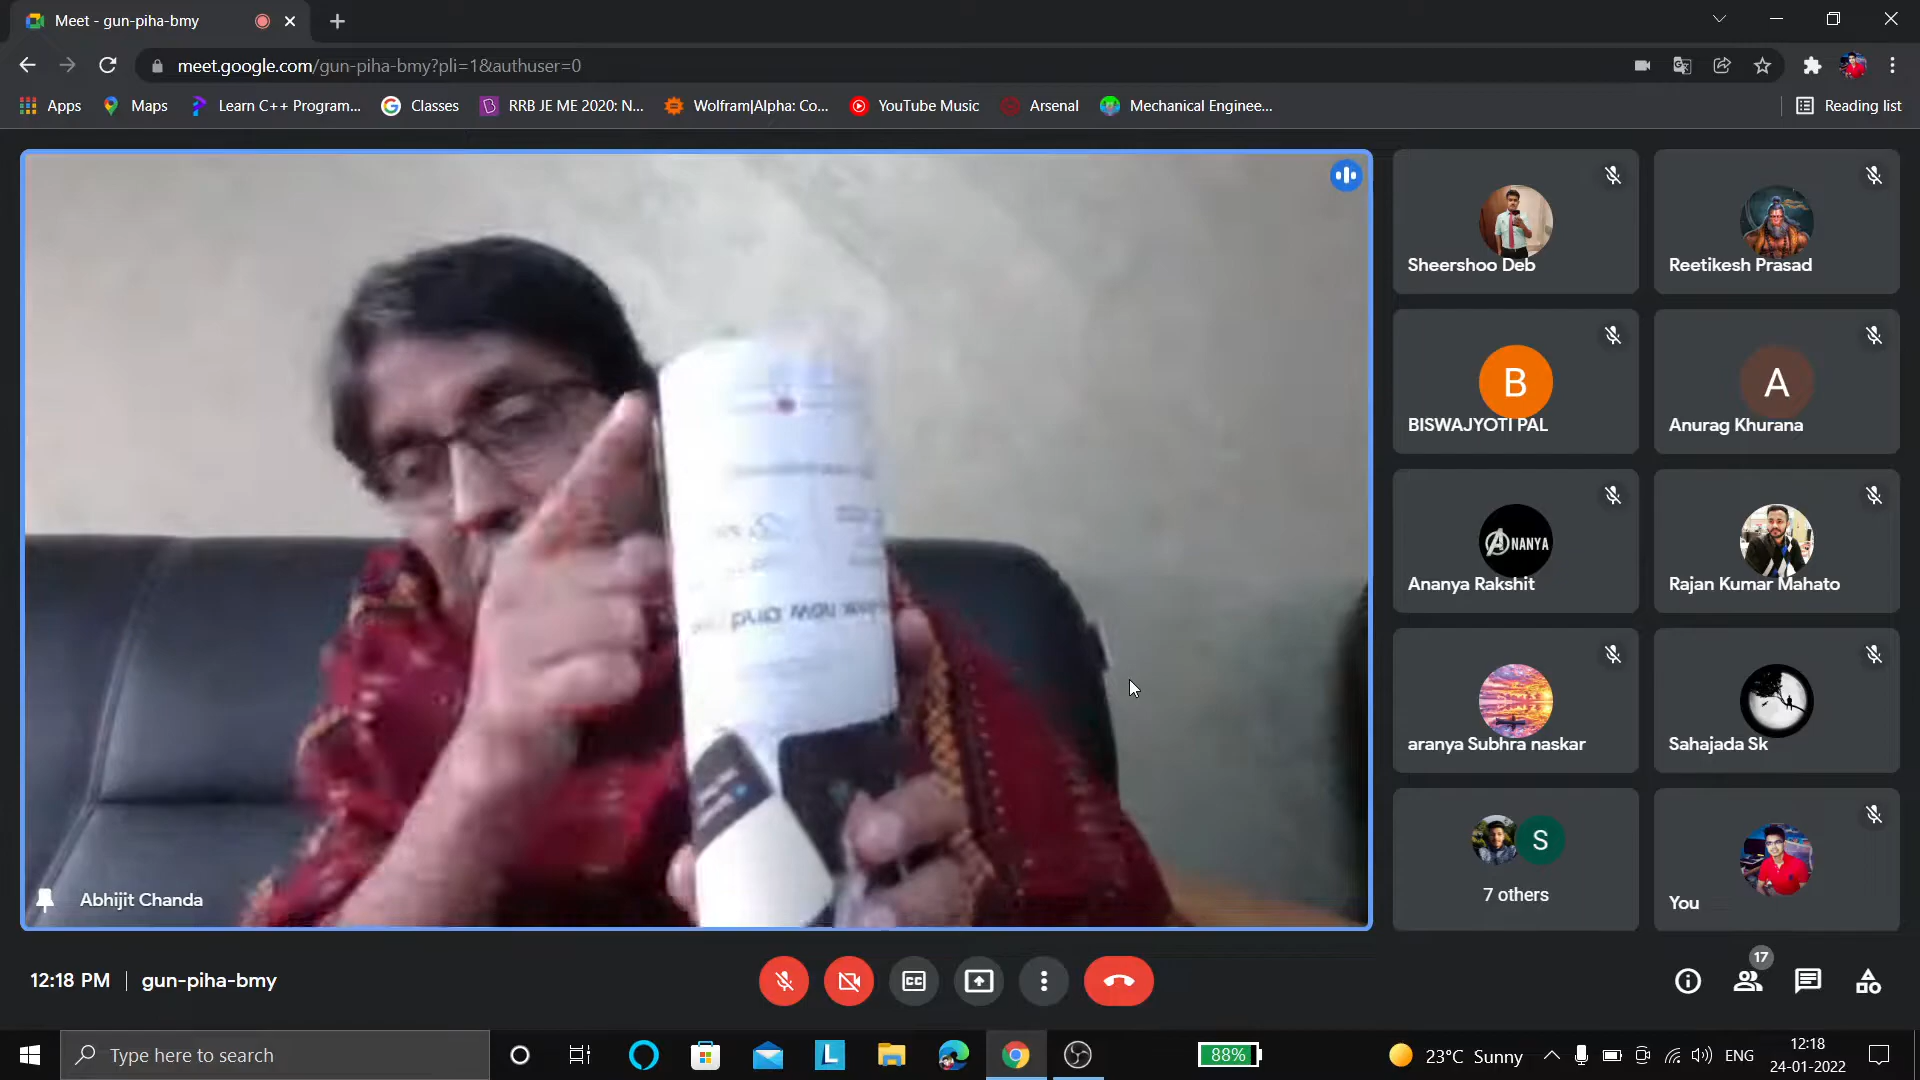 Meet - gun-piha-bmy
meet.google.com/gun-piha-bmy?pli=1&authuser=0
Apps Maps Learn C++ Program... Classes RRB JE ME 2020: N... Wolfram|Alpha: Co... YouTube Music Arsenal Mechanical Enginee... Reading list
Sheershoo Deb Reetikesh Prasad
B A
BISWAJYOTI PAL Anurag Khurana
ANANYA
Ananya Rakshit Rajan Kumar Mahato
aranya Subhra naskar Sahajada Sk
S
7 others You
Abhijit Chanda
12:18 PM | gun-piha-bmy
CC
17
Type here to search
L
88%
23°C Sunny
ENG
12:18
24-01-2022